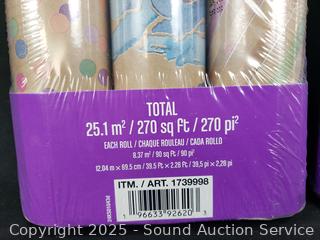 TOTAL
25.1 m² / 270 sq ft / 270 pi²
EACH ROLL / CHAQUE ROULEAU / CADA ROLLO
8.37 m² / 90 sq ft / 90 pi²
12.04 m x 69.5 cm / 39.5 ft x 2.28 ft / 39,5 pi x 2,28 pi
ITM. / ART. 1739998
1 96633 92620 3
Copyright 2025 - Sound Auction Service